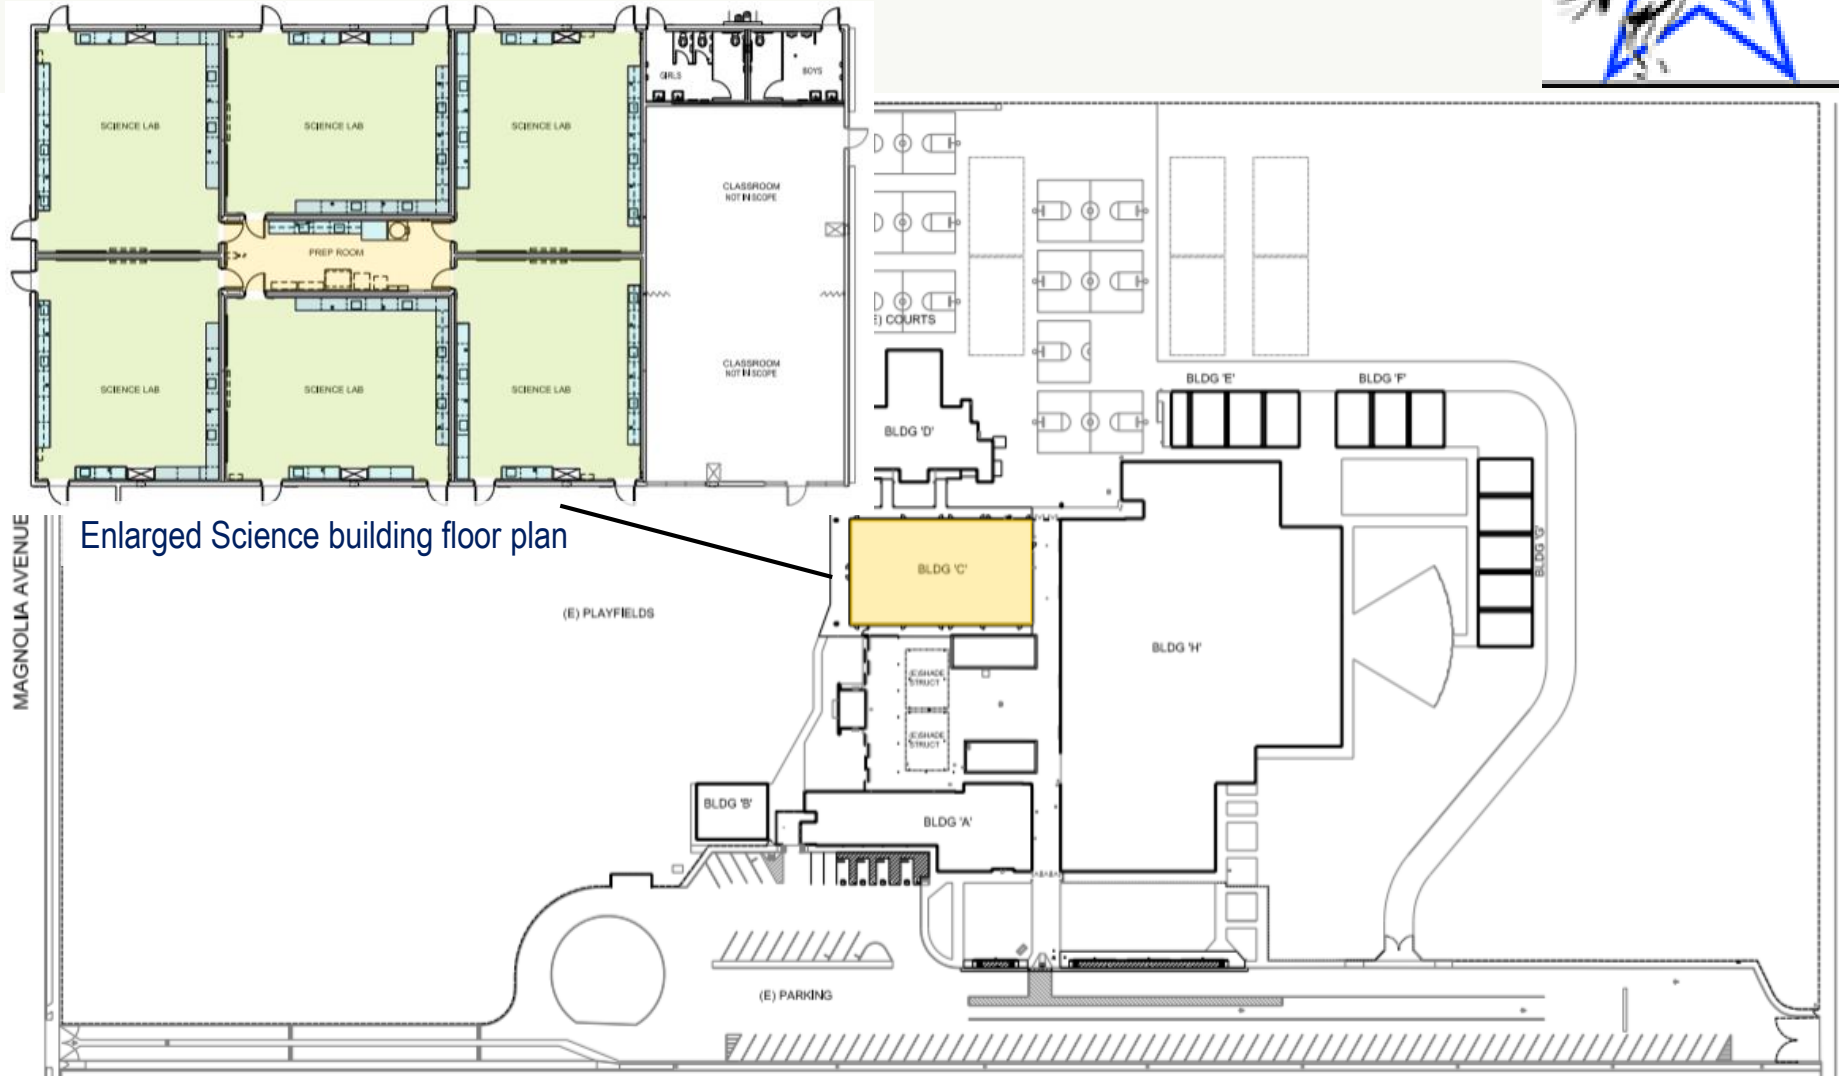 GIRLS
BOYS
SCIENCE LAB
SCIENCE LAB
SCIENCE LAB
CLASSROOM
NOT IN SCOPE
PREP ROOM
CLASSROOM
NOT IN SCOPE
SCIENCE LAB
SCIENCE LAB
SCIENCE LAB
Enlarged Science building floor plan
MAGNOLIA AVENUE
E) COURTS
BLDG 'E'
BLDG 'F'
BLDG 'D'
BLDG 'G'
BLDG 'C'
(E) PLAYFIELDS
BLDG 'H'
(E)SHADE
STRUCT
(E)SHADE
STRUCT
BLDG 'B'
BLDG 'A'
(E) PARKING